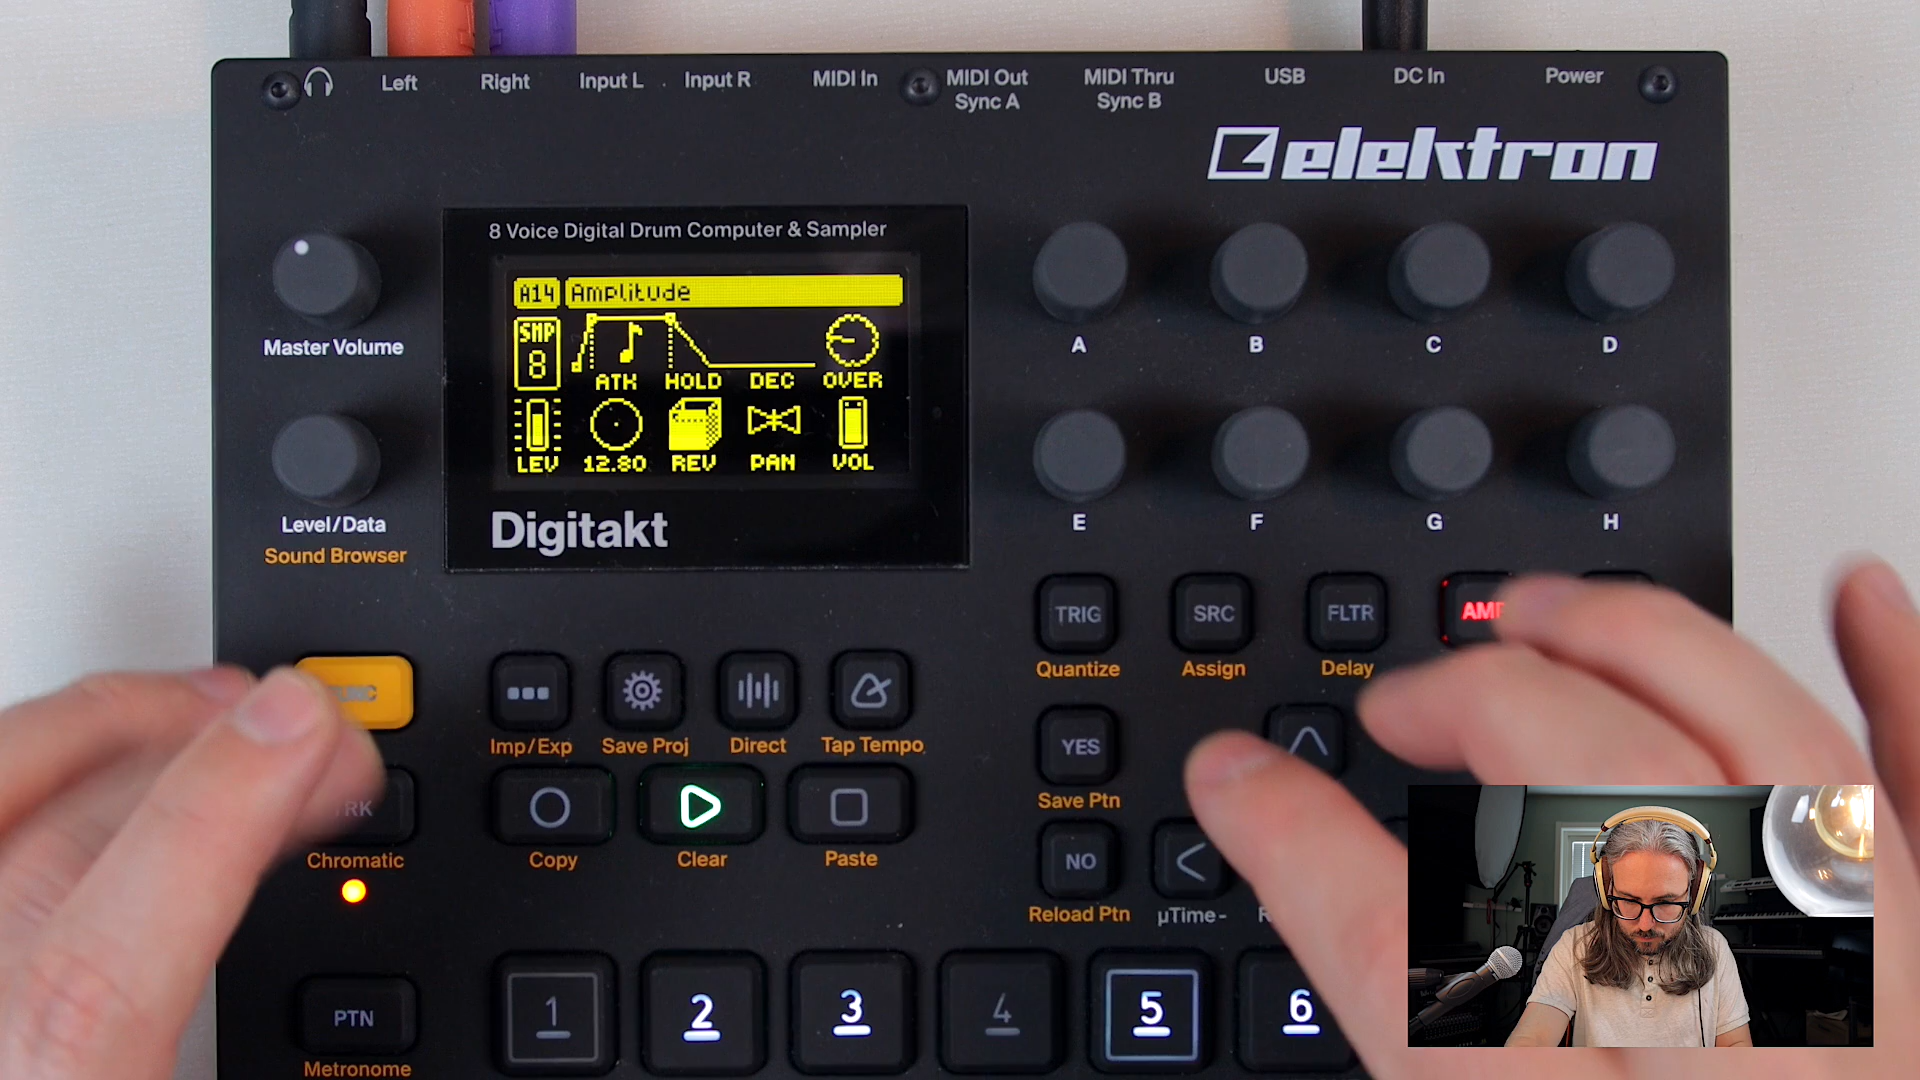 Left
Right
Input L
Input R
MIDI In
MIDI Out
Sync A
MIDI Thru
Sync B
USB
DC In
Power
elektron
8 Voice Digital Drum Computer & Sampler
A14 Amplitude
SMP
8
ATK HOLD DEC OVER
LEV 12.80 REV PAN VOL
Digitakt
Master Volume
Level/Data
Sound Browser
A
B
C
D
E
F
G
H
TRIG
SRC
FLTR
Quantize
Assign
Delay
Imp/Exp
Save Proj
Direct
Tap Tempo
YES
Save Ptn
Chromatic
Copy
Clear
Paste
NO
Reload Ptn
µTime-
PTN
Metronome
1
2
3
4
5
6